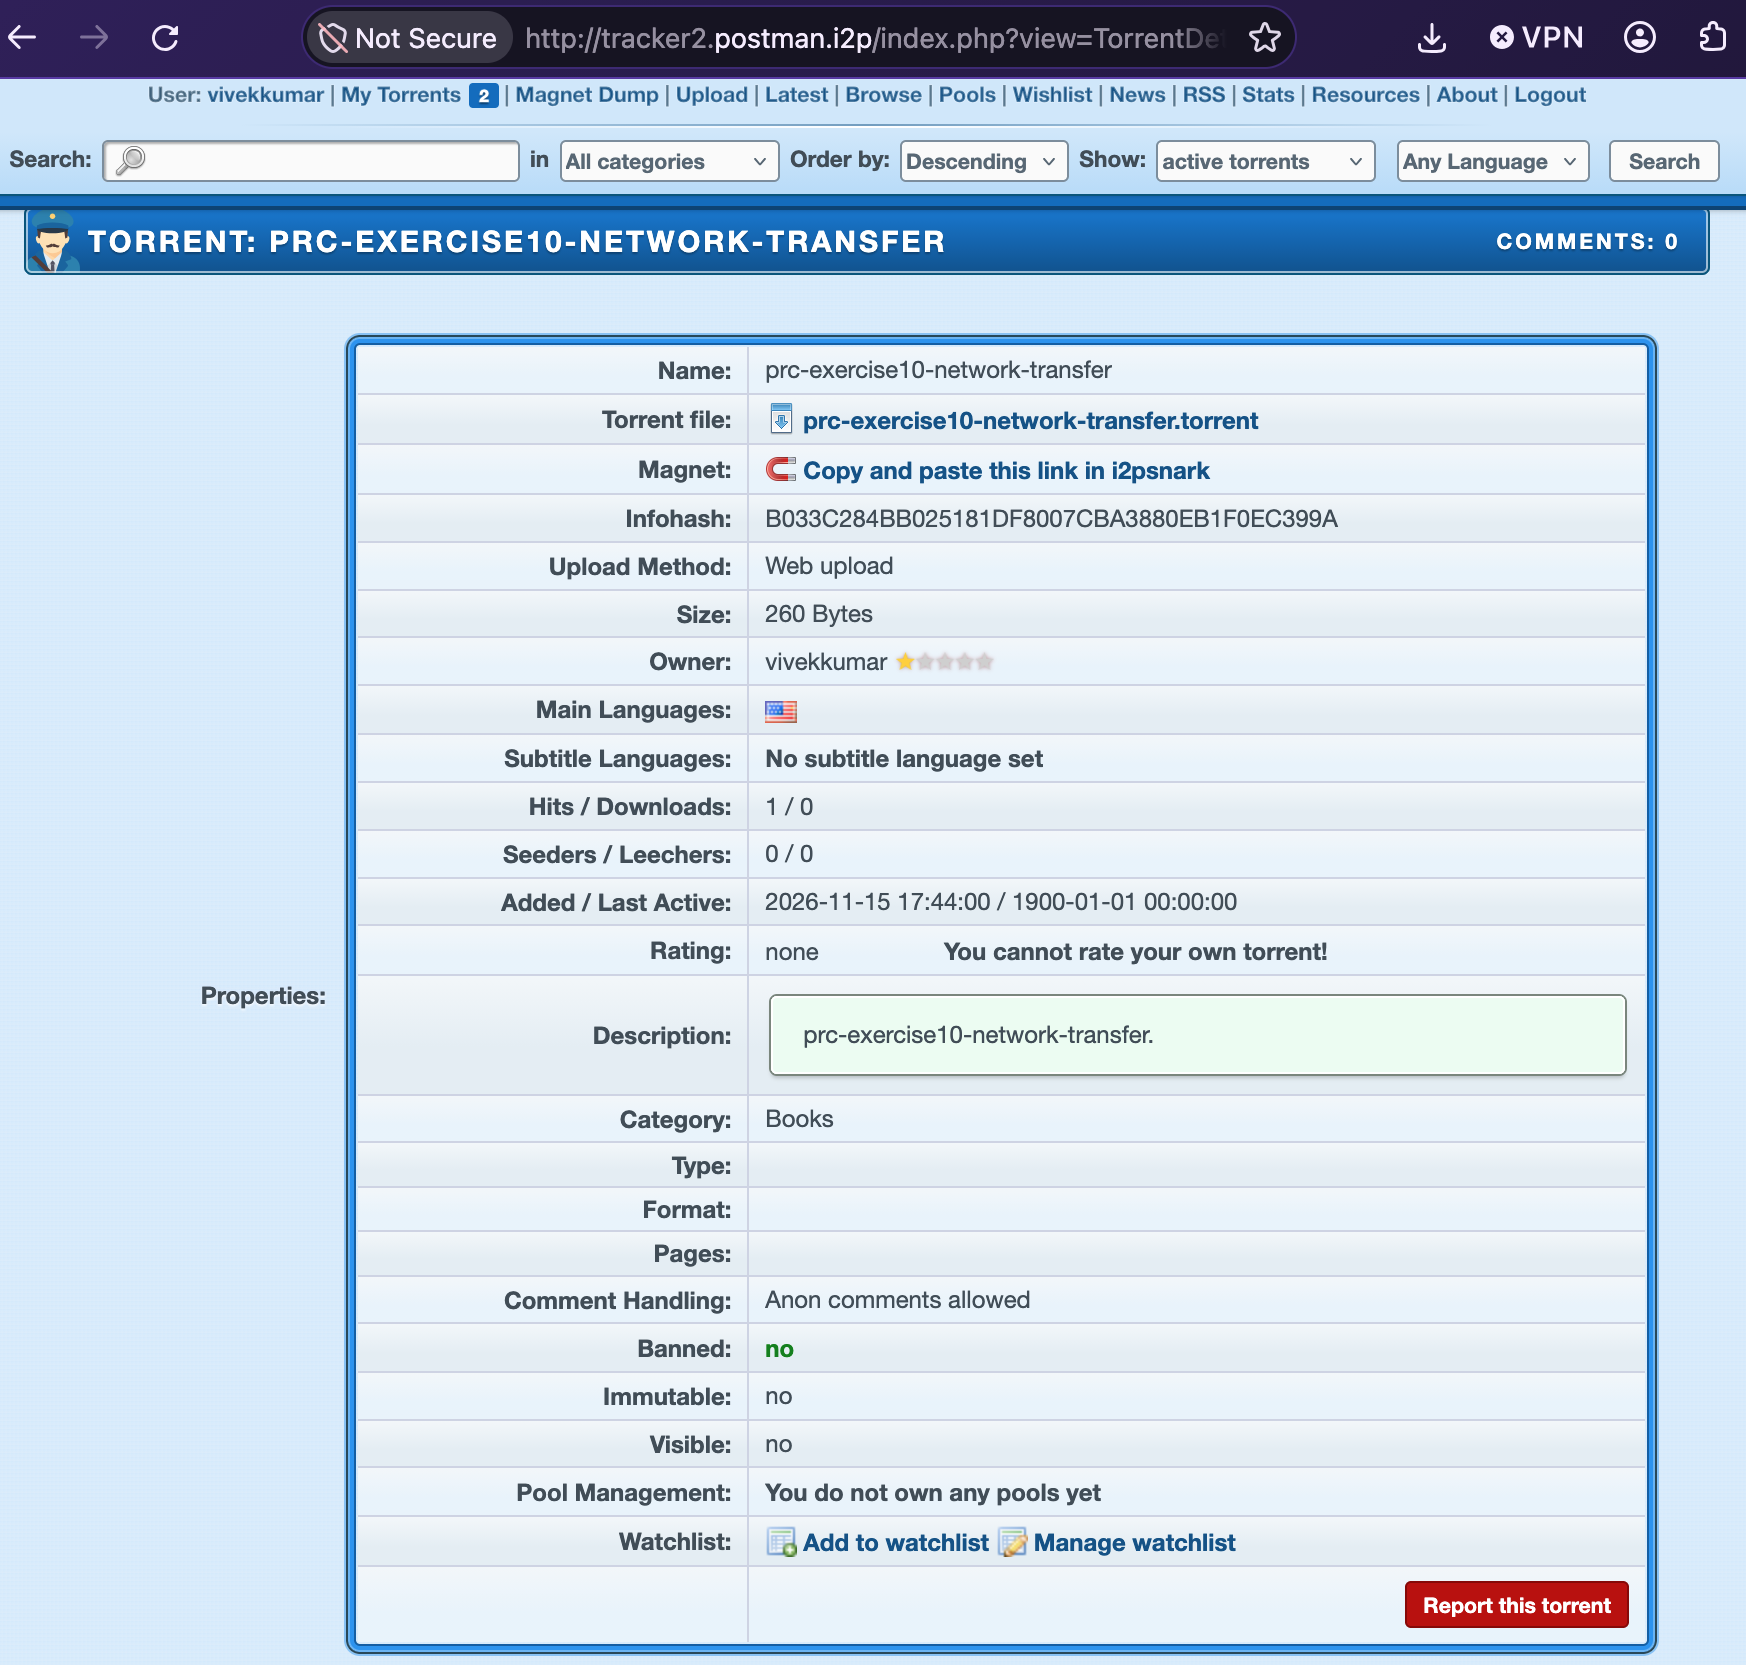 Not Secure http://tracker2.postman.i2p/index.php?view=TorrentDe VPN
User: vivekkumar | My Torrents 2 | Magnet Dump | Upload | Latest | Browse | Pools | Wishlist | News | RSS | Stats | Resources | About | Logout
Search: in All categories Order by: Descending Show: active torrents Any Language Search
TORRENT: PRC-EXERCISE10-NETWORK-TRANSFER COMMENTS: 0
Name: prc-exercise10-network-transfer
Torrent file: prc-exercise10-network-transfer.torrent
Magnet: Copy and paste this link in i2psnark
Infohash: B033C284BB025181DF8007CBA3880EB1F0EC399A
Upload Method: Web upload
Size: 260 Bytes
Owner: vivekkumar
Main Languages:
Subtitle Languages: No subtitle language set
Hits / Downloads: 1 / 0
Seeders / Leechers: 0 / 0
Added / Last Active: 2026-11-15 17:44:00 / 1900-01-01 00:00:00
Rating: none You cannot rate your own torrent!
Properties:
Description: prc-exercise10-network-transfer.
Category: Books
Type:
Format:
Pages:
Comment Handling: Anon comments allowed
Banned: no
Immutable: no
Visible: no
Pool Management: You do not own any pools yet
Watchlist: Add to watchlist Manage watchlist
Report this torrent